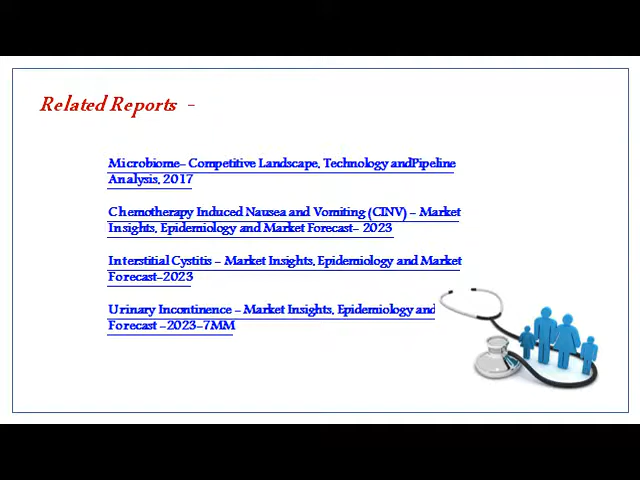 Related Reports -
Microbiome- Competitive Landscape, Technology andPipeline
Analysis, 2017
Chemotherapy Induced Nausea and Vomiting (CINV) - Market
Insights, Epidemiology and Market Forecast- 2023
Interstitial Cystitis - Market Insights, Epidemiology and Market
Forecast-2023
Urinary Incontinence - Market Insights, Epidemiology and
Forecast -2023-7MM